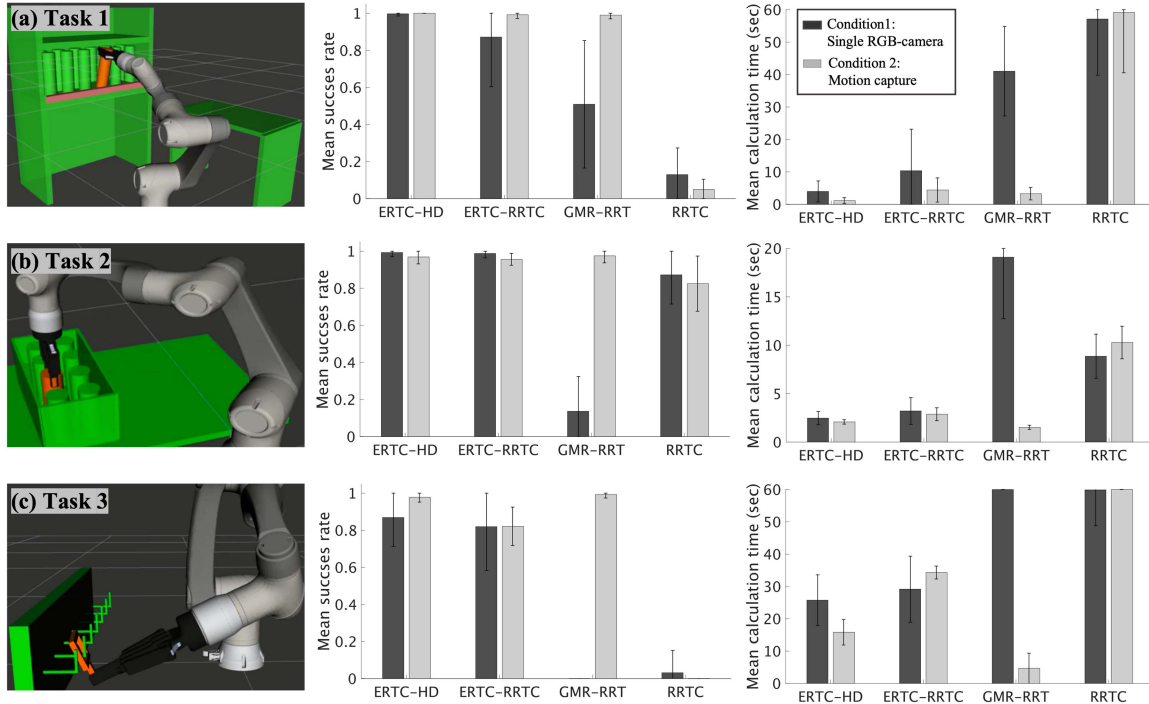 (a) Task 1
Mean succses rate
1
0.8
0.6
0.4
0.2
0
ERTC-HD ERTC-RRTC GMR-RRT RRTC
Mean calculation time (sec)
60
50
40
30
20
10
0
ERTC-HD ERTC-RRTC GMR-RRT RRTC
Condition1:
Single RGB-camera
Condition 2:
Motion capture
(b) Task 2
Mean succses rate
1
0.8
0.6
0.4
0.2
0
ERTC-HD ERTC-RRTC GMR-RRT RRTC
Mean calculation time (sec)
20
15
10
5
0
ERTC-HD ERTC-RRTC GMR-RRT RRTC
(c) Task 3
Mean succses rate
1
0.8
0.6
0.4
0.2
0
ERTC-HD ERTC-RRTC GMR-RRT RRTC
Mean calculation time (sec)
60
50
40
30
20
10
0
ERTC-HD ERTC-RRTC GMR-RRT RRTC